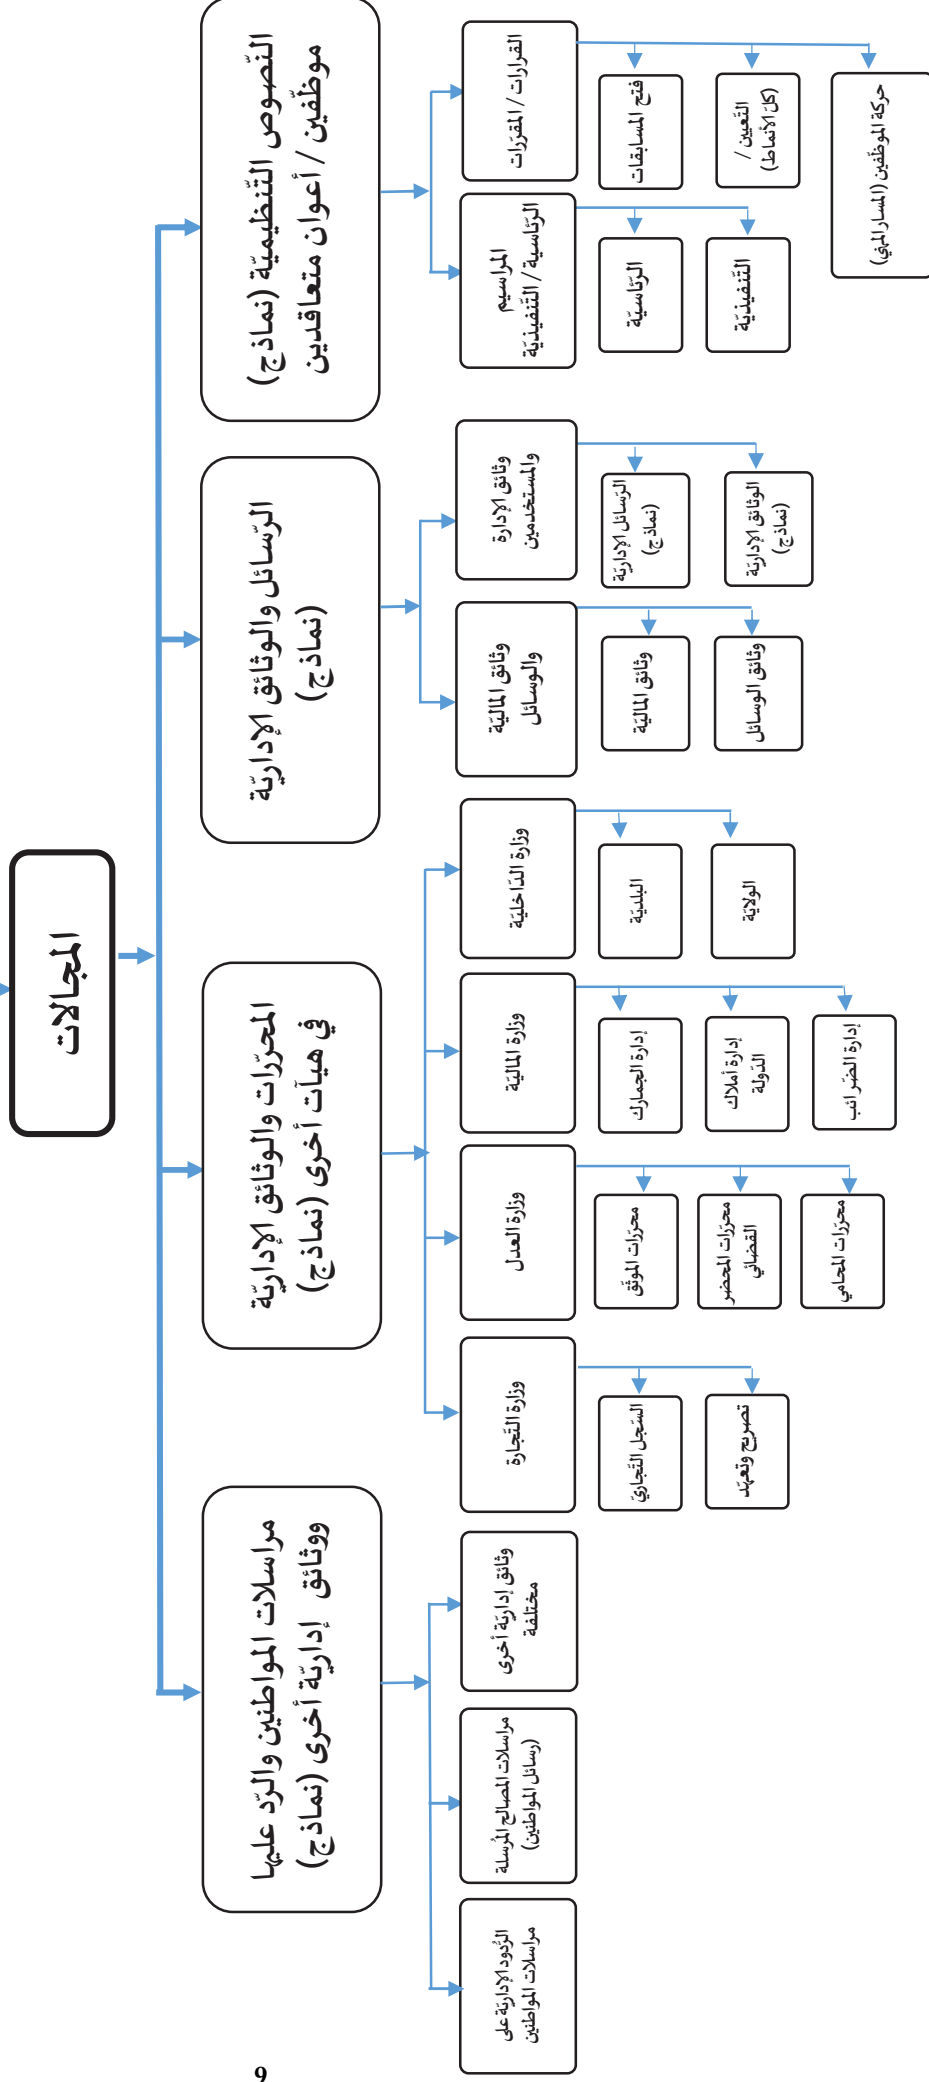 المجالات
النّصوص التّنظيميّة (نماذج)
موظّفين / أعوان متعاقدين
القرارات / المقرّرات
فتح المسابقات
التّعيين /
(كلّ الأنماط)
حركة الموظّفين (المسار المهني)
المراسيم
الرّئاسية / التّنفيذيّة
الرّئاسيّة
التّنفيذيّة
الرّسائل والوثائق الإداريّة
(نماذج)
وثائق الإدارة
والمستخدمين
الرّسائل الإداريّة
(نماذج)
الوثائق الإداريّة
(نماذج)
وثائق الماليّة
والوسائل
وثائق الماليّة
وثائق الوسائل
المحرّرات والوثائق الإداريّة
في هيآت أخرى (نماذج)
وزارة الدّاخليّة
البلديّة
الولايّة
وزارة الماليّة
إدارة الجمارك
إدارة أملاك
الدّولة
إدارة الضّرائب
وزارة العدل
محرّرات الموثّق
محرّرات المحضر
القضائي
محرّرات المحامي
وزارة التّجارة
السّجل التّجاريّ
تصريح وتعهّد
مراسلات المواطنين والرّد عليها
ووثائق إداريّة أخرى (نماذج)
وثائق إداريّة أخرى
مختلفة
مراسلات المصالح المُرسلة
(رسائل المواطنين)
الرُّدود الإداريّة على
مراسلات المواطنين
9